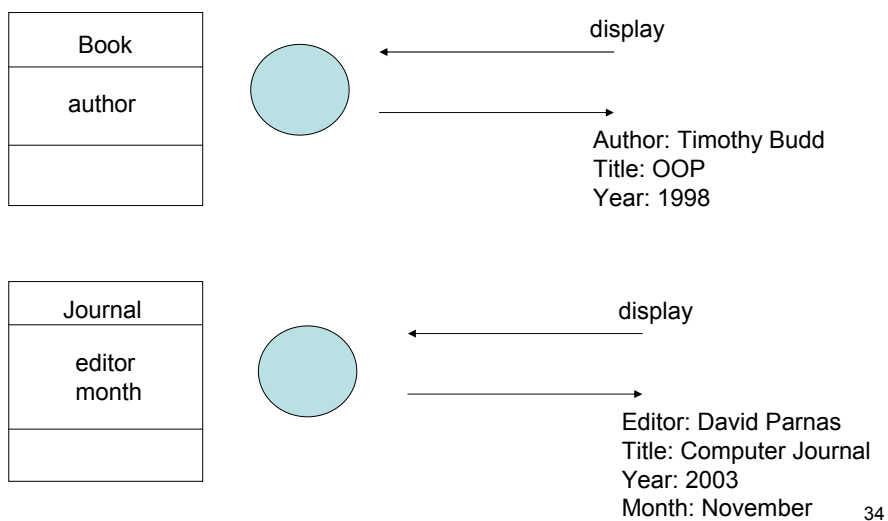 Book
author
display
Author: Timothy Budd
Title: OOP
Year: 1998
Journal
editor
month
display
Editor: David Parnas
Title: Computer Journal
Year: 2003
Month: November
34